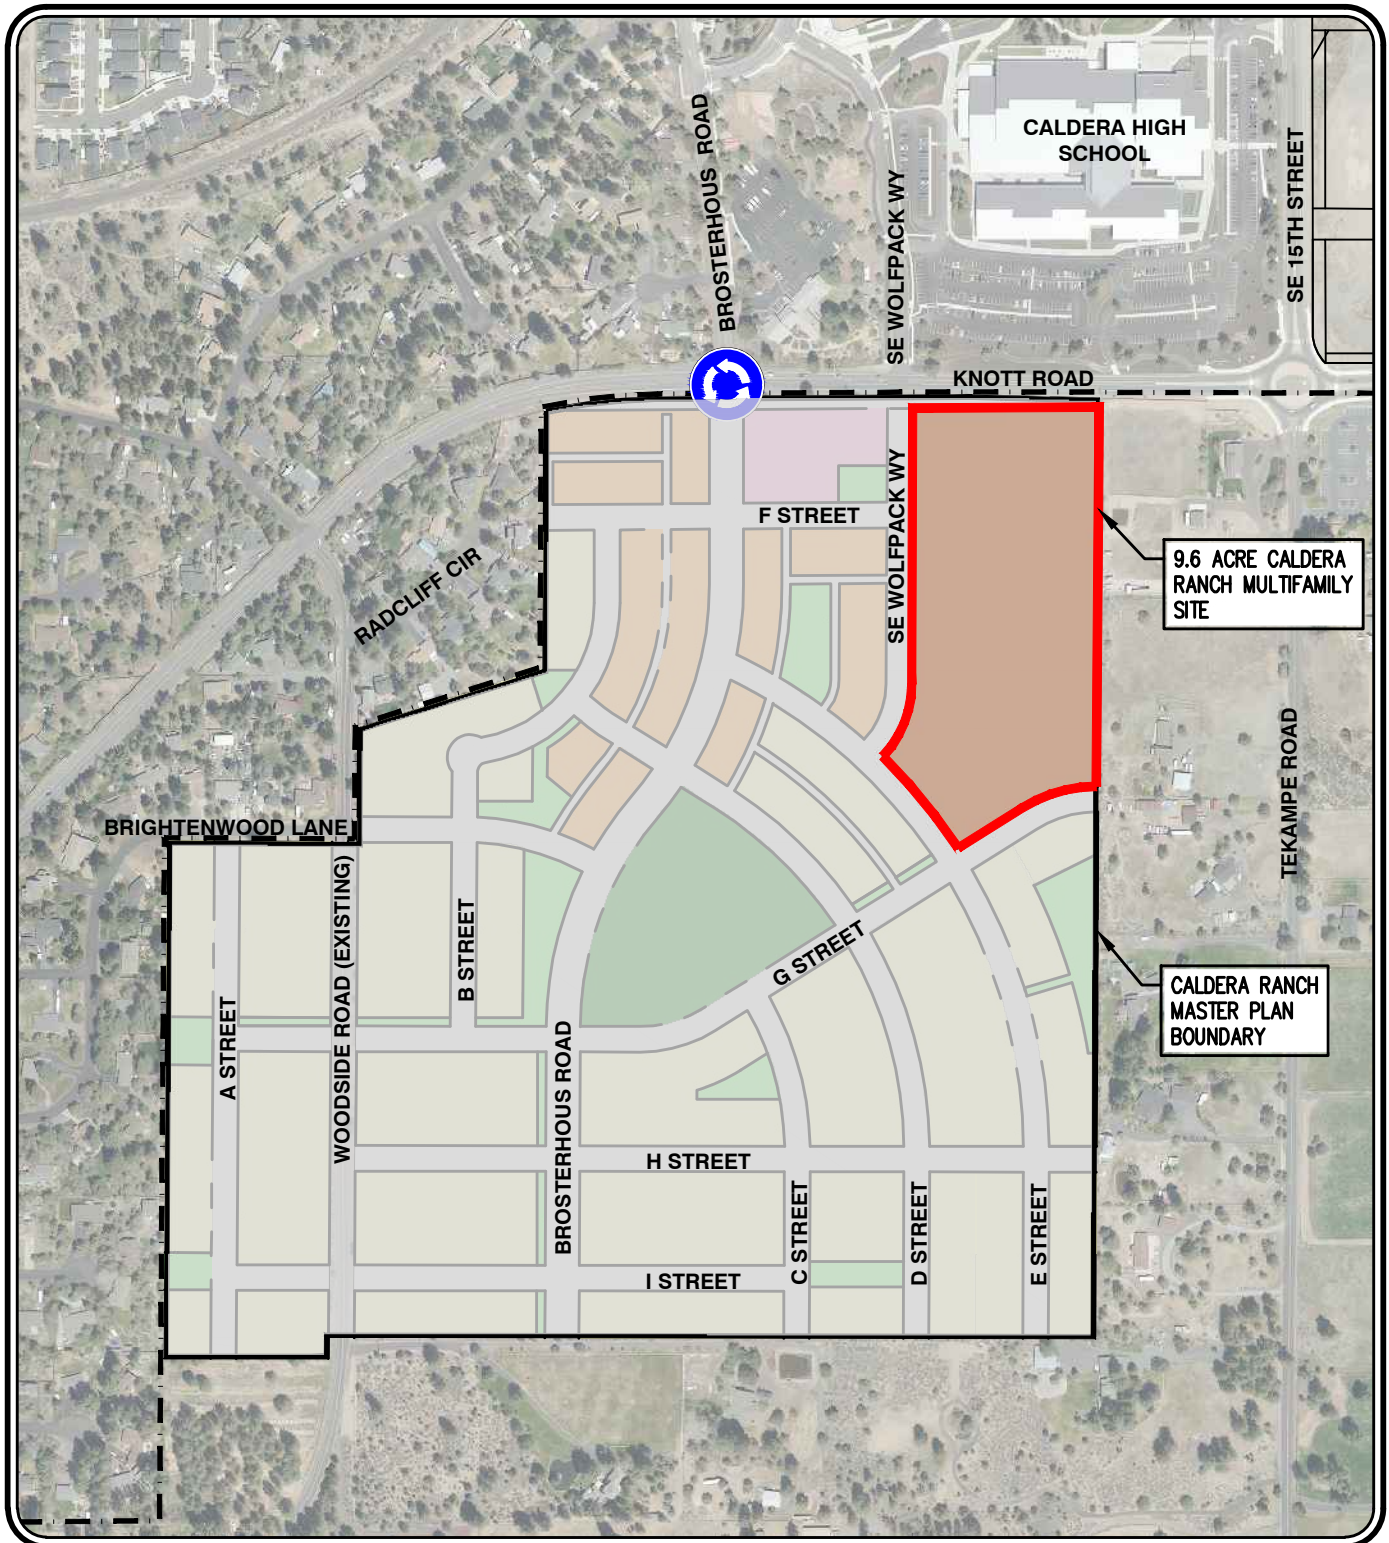 CALDERA HIGH
SCHOOL
BROSTERHOUS ROAD
SE WOLFPACK WY
SE 15TH STREET
KNOTT ROAD
F STREET
SE WOLFPACK WY
9.6 ACRE CALDERA
RANCH MULTIFAMILY
SITE
RADCLIFF CIR
TEKAMPE ROAD
BRIGHTENWOOD LANE
WOODSIDE ROAD (EXISTING)
B STREET
G STREET
A STREET
CALDERA RANCH
MASTER PLAN
BOUNDARY
BROSTERHOUS ROAD
H STREET
C STREET
D STREET
E STREET
I STREET